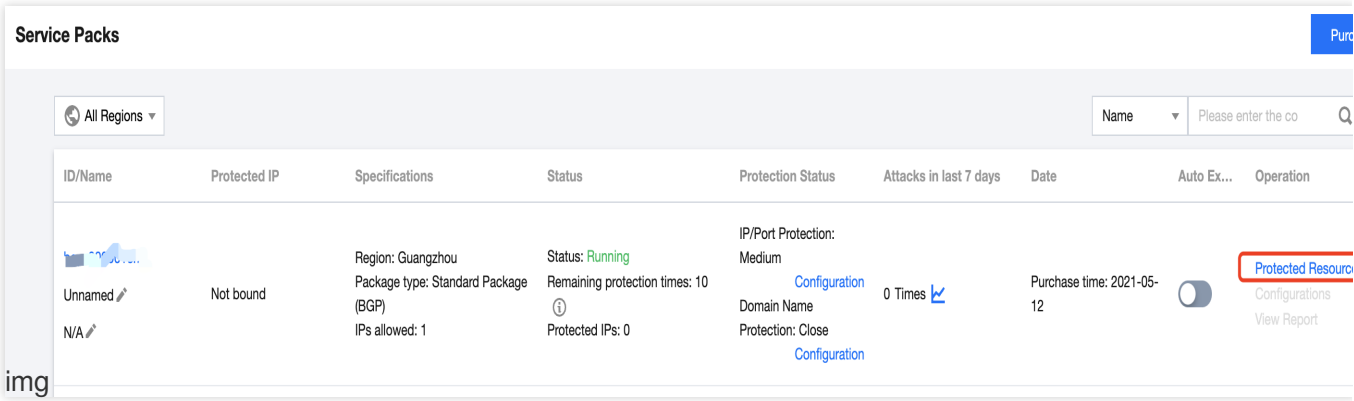 Service Packs
Purc
All Regions
Name
Please enter the co
ID/Name
Protected IP
Specifications
Status
Protection Status
Attacks in last 7 days
Date
Auto Ex...
Operation
Unnamed
N/A
Not bound
Region: Guangzhou
Package type: Standard Package
(BGP)
IPs allowed: 1
Status: Running
Remaining protection times: 10
Protected IPs: 0
IP/Port Protection:
Medium
Configuration
Domain Name
Protection: Close
Configuration
0 Times
Purchase time: 2021-05-
12
Protected Resource
Configurations
View Report
img